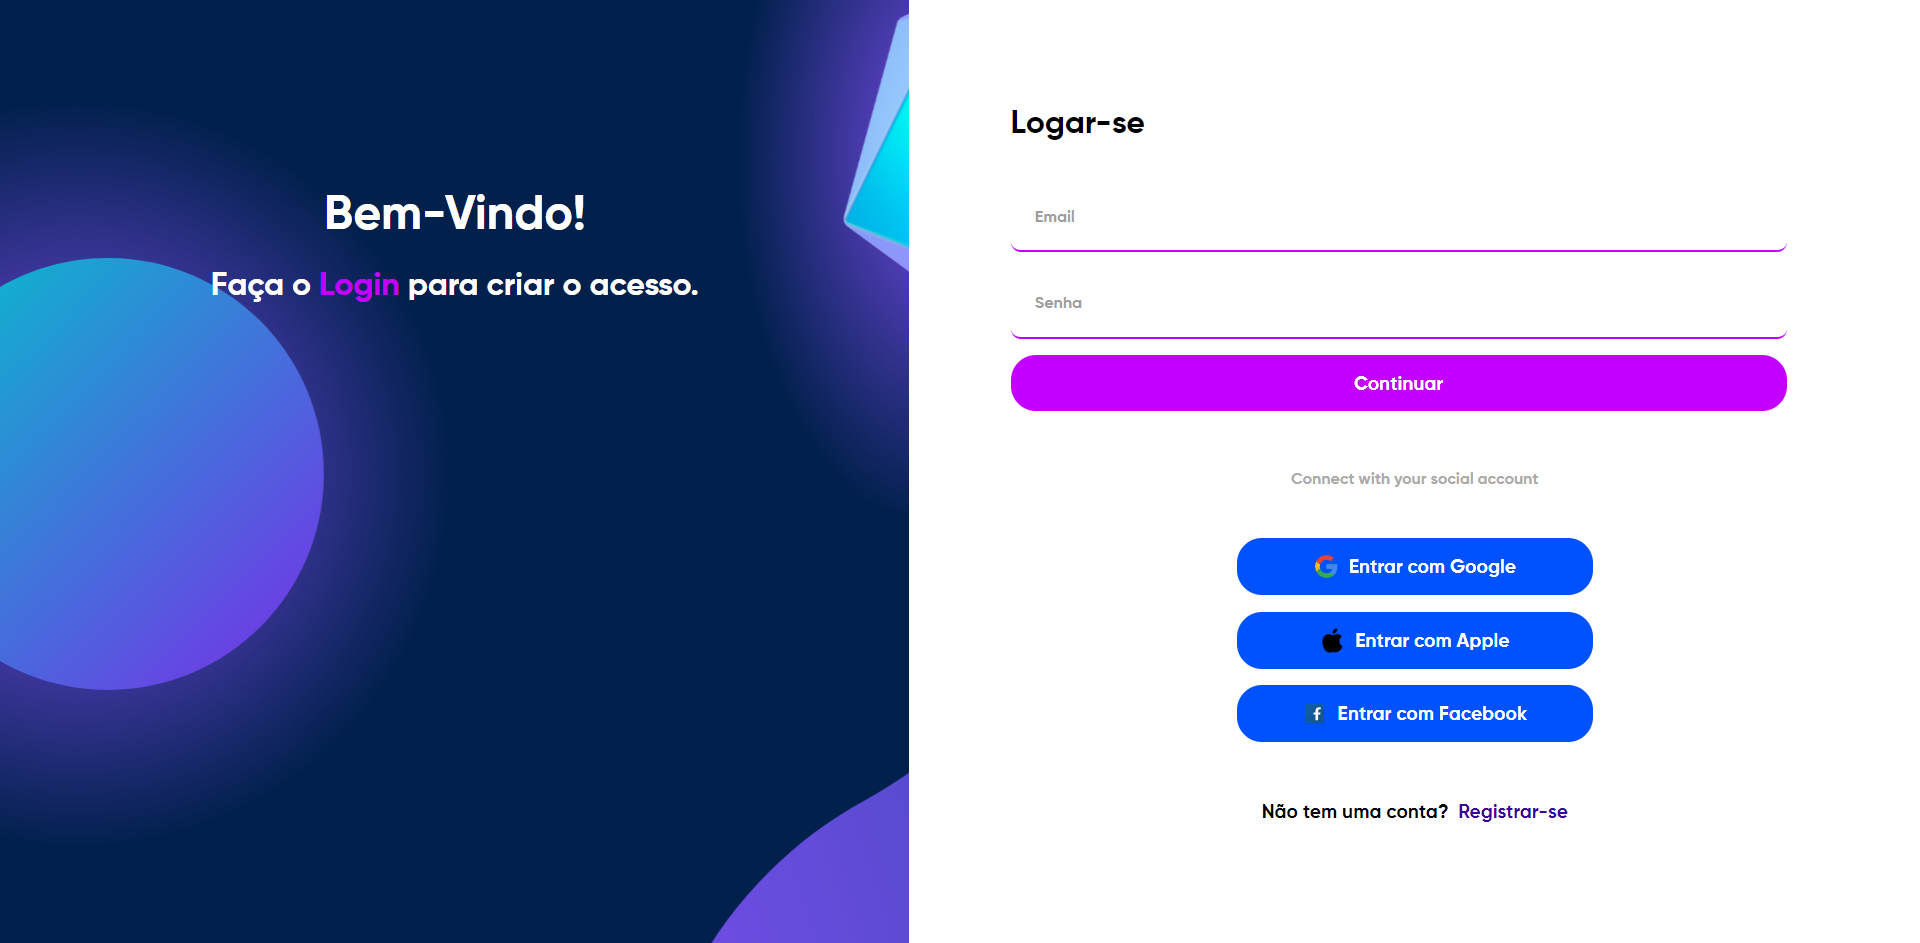 Bem-Vindo!
Faça o Login para criar o acesso.
Logar-se
Email
Senha
Continuar
Connect with your social account
Entrar com Google
Entrar com Apple
Entrar com Facebook
Não tem uma conta? Registrar-se